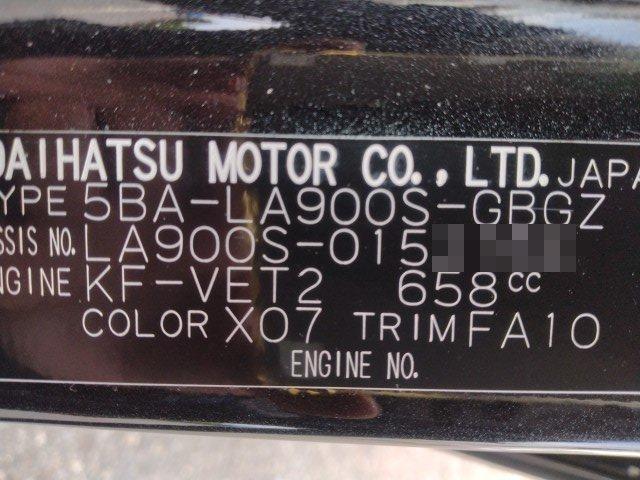 DAIHATSU MOTOR CO., LTD. JAPA
YPE 5BA-LA900S-GBGZ
SSIS NO. LA900S-015
NGINE KF-VET2 658cc
COLOR X07 TRIM FA10
ENGINE NO.